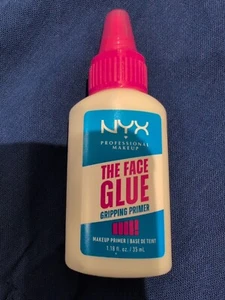 NYX
PROFESSIONAL
MAKEUP
THE FACE
GLUE
GRIPPING PRIMER
MAKEUP PRIMER | BASE DE TEINT
1.18 fl. oz. / 35 mL